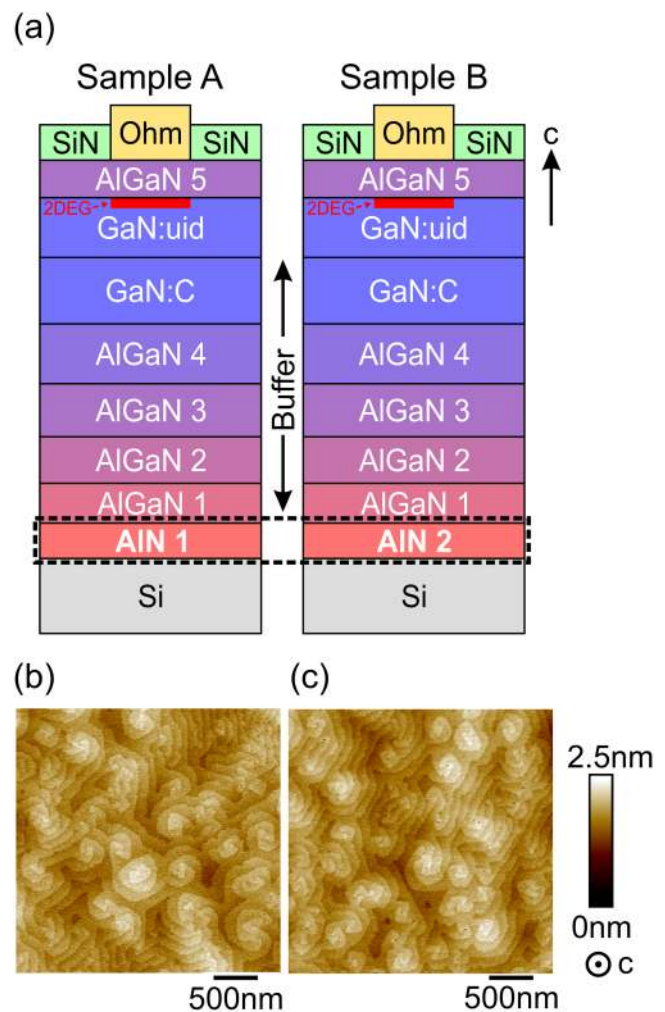 (a)
Sample A Sample B
SiN Ohm SiN SiN Ohm SiN c
AlGaN 5 AlGaN 5
2DEG 2DEG
GaN:uid GaN:uid
GaN:C GaN:C
Buffer
AlGaN 4 AlGaN 4
AlGaN 3 AlGaN 3
AlGaN 2 AlGaN 2
AlGaN 1 AlGaN 1
AlN 1 AlN 2
Si Si
(b) (c)
2.5nm
0nm
c
500nm 500nm